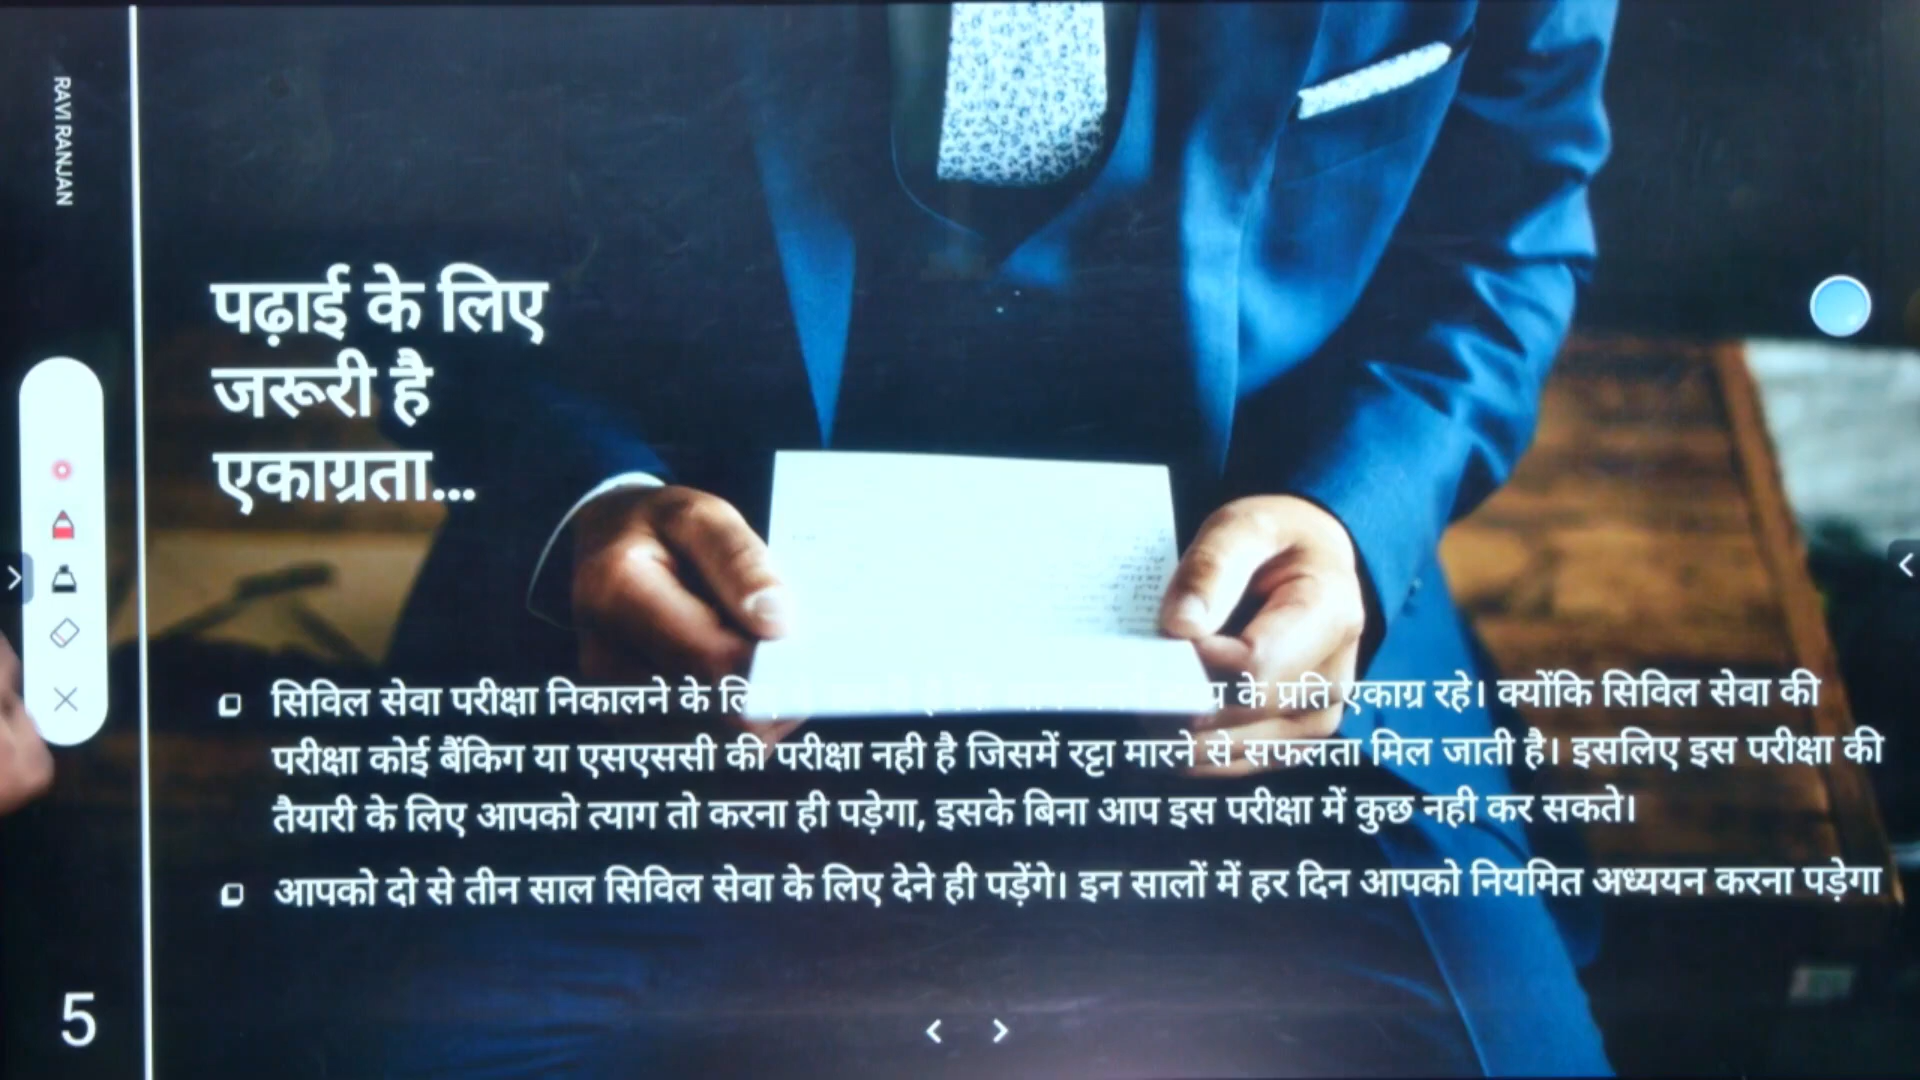 RAVI RANJAN
पढ़ाई के लिए
जरूरी है
एकाग्रता...
सिविल सेवा परीक्षा निकालने के के प्रति एकाग्र रहे। क्योंकि सिविल सेवा की
परीक्षा कोई बैंकिग या एसएससी की परीक्षा नही है जिसमें रट्टा मारने से सफलता मिल जाती है। इसलिए इस परीक्षा की
तैयारी के लिए आपको त्याग तो करना ही पड़ेगा, इसके बिना आप इस परीक्षा में कुछ नही कर सकते।
आपको दो से तीन साल सिविल सेवा के लिए देने ही पड़ेंगे। इन सालों में हर दिन आपको नियमित अध्ययन करना पड़ेगा
5